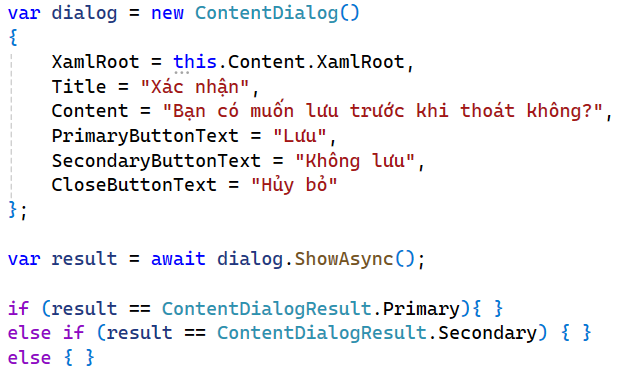 var dialog = new ContentDialog()
{
    XamlRoot = this.Content.XamlRoot,
    Title = "Xác nhận",
    Content = "Bạn có muốn lưu trước khi thoát không?",
    PrimaryButtonText = "Lưu",
    SecondaryButtonText = "Không lưu",
    CloseButtonText = "Hủy bỏ"
};

var result = await dialog.ShowAsync();

if (result == ContentDialogResult.Primary){ }
else if (result == ContentDialogResult.Secondary) { }
else { }